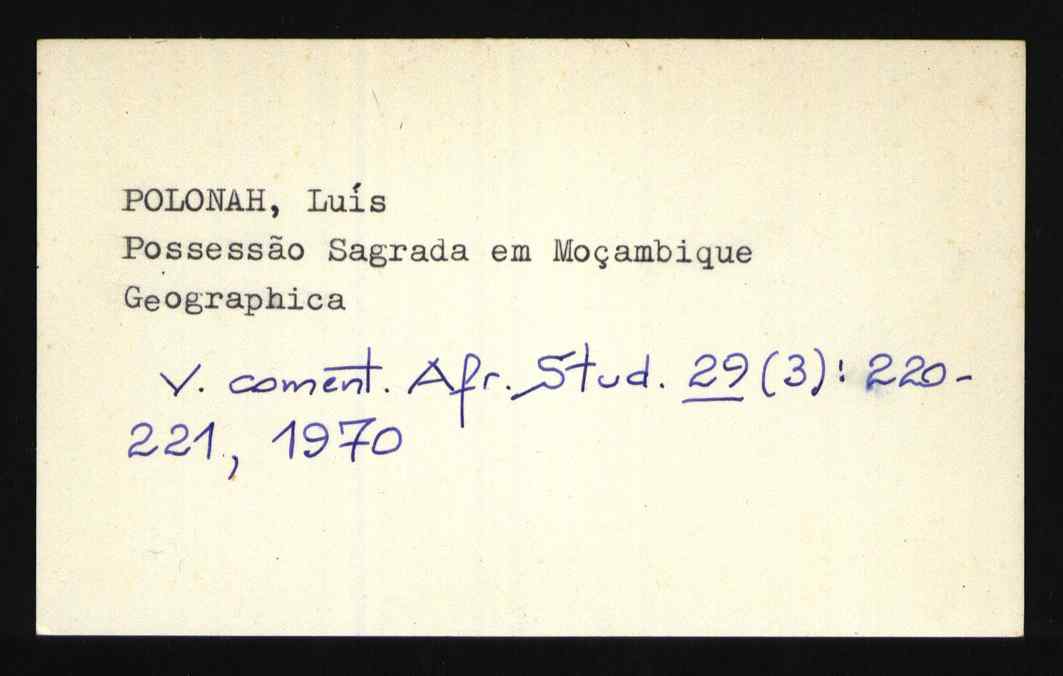 POLONAH, Luís
Possessão Sagrada em Moçambique
Geographica
V. coment. Afr. Stud. 29(3): 220-
221, 1970